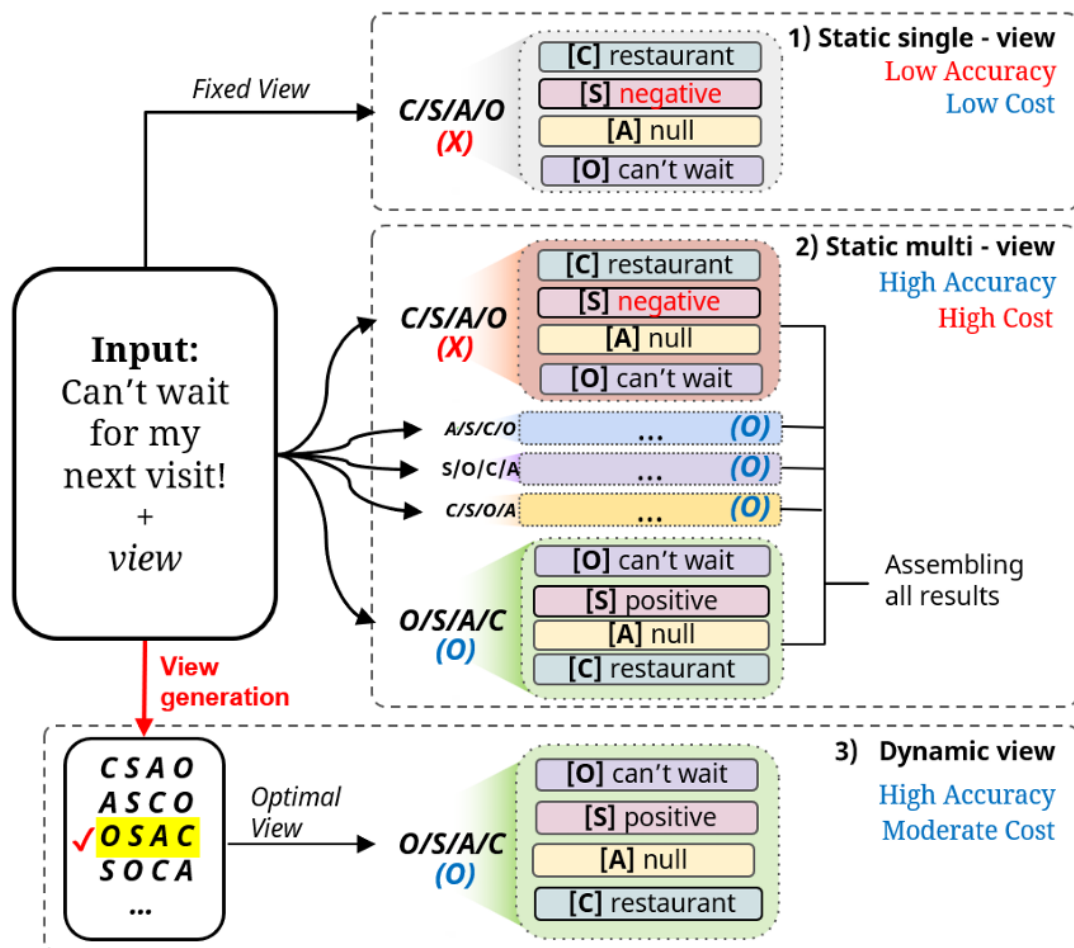 1) Static single - view
Low Accuracy
Low Cost
Fixed View
C/S/A/O
(X)
[C] restaurant
[S] negative
[A] null
[O] can't wait
2) Static multi - view
High Accuracy
High Cost
C/S/A/O
(X)
[C] restaurant
[S] negative
[A] null
[O] can't wait
A/S/C/O
... (O)
S/O/C/A
... (O)
C/S/O/A
... (O)
O/S/A/C
(O)
[O] can't wait
[S] positive
[A] null
[C] restaurant
Assembling
all results
Input:
Can't wait
for my
next visit!
+
view
View
generation
3) Dynamic view
High Accuracy
Moderate Cost
C S A O
A S C O
✓ O S A C
S O C A
...
Optimal
View
O/S/A/C
(O)
[O] can't wait
[S] positive
[A] null
[C] restaurant